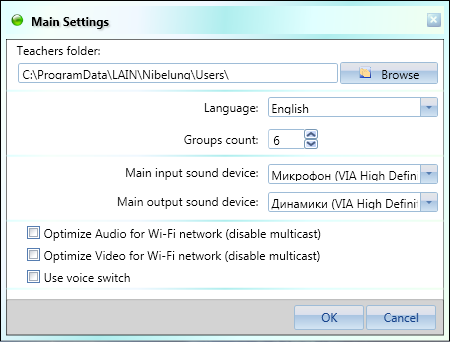 Main Settings
Teachers folder:
C:\ProgramData\LAIN\Nibelung\Users\
Browse
Language: English
Groups count: 6
Main input sound device: Микрофон (VIA High Defin
Main output sound device: Динамики (VIA High Definit
Optimize Audio for Wi-Fi network (disable multicast)
Optimize Video for Wi-Fi network (disable multicast)
Use voice switch
OK Cancel